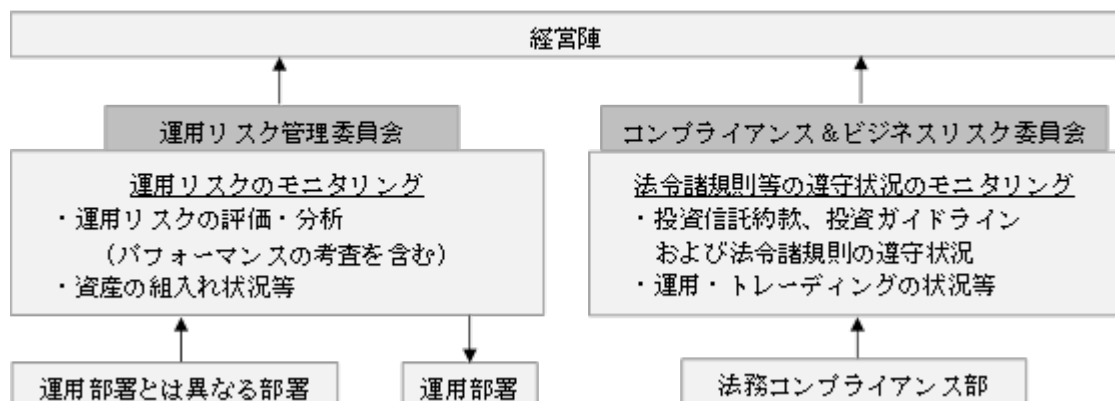 経営陣
運用リスク管理委員会
運用リスクのモニタリング
・運用リスクの評価・分析
(パフォーマンスの考査を含む)
・資産の組入れ状況等
運用部署とは異なる部署
運用部署
コンプライアンス&ビジネスリスク委員会
法令諸規則等の遵守状況のモニタリング
・投資信託約款、投資ガイドライン
および法令諸規則の遵守状況
・運用・トレーディングの状況等
法務コンプライアンス部